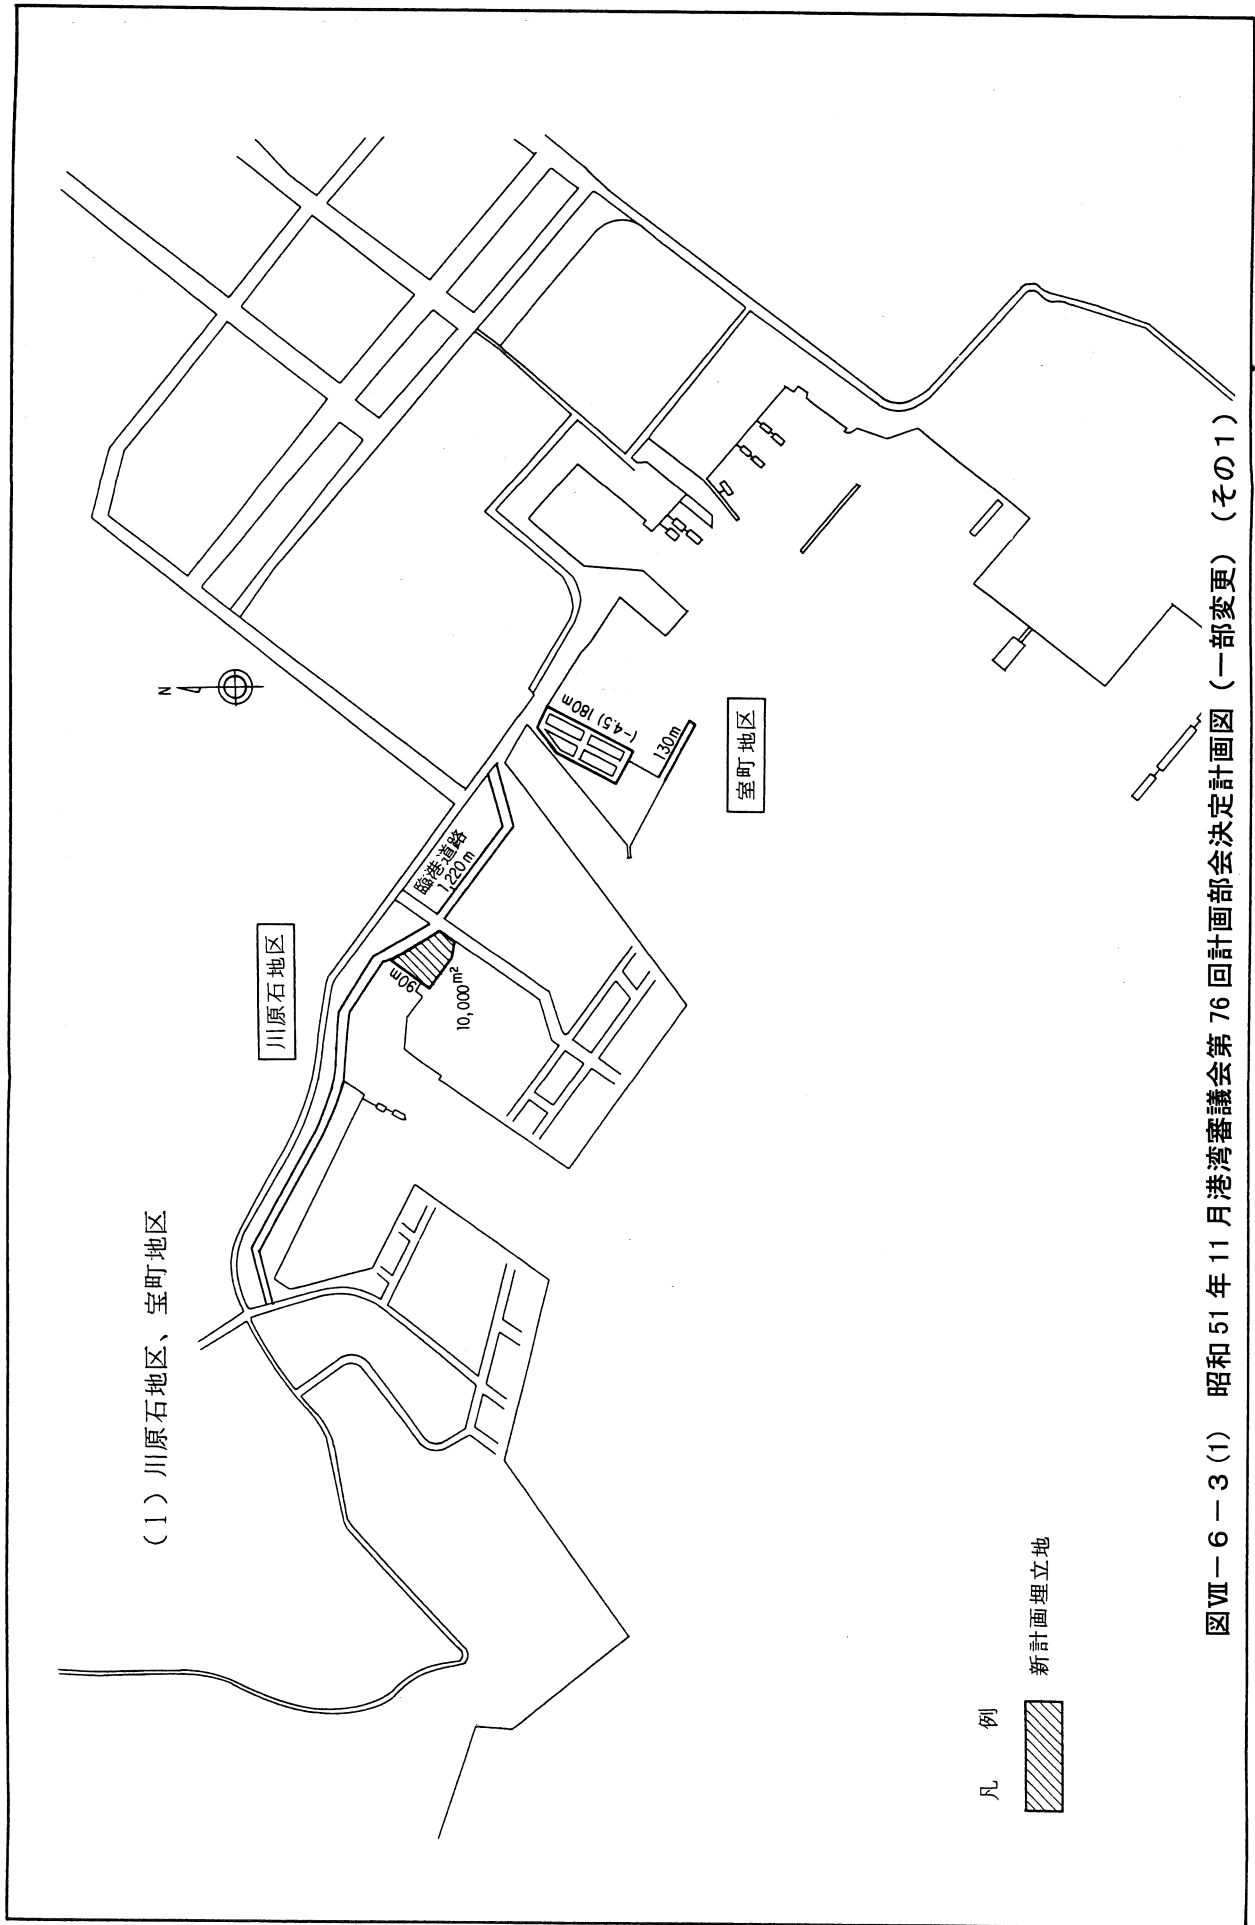 (1) 川原石地区、宝町地区
N
川原石地区
臨港道路
1,220m
90m
10,000m²
(-4.5) 180m
130m
宝町地区
凡 例
新計画埋立地
図Ⅶ-6-3(1) 昭和51年11月港湾審議会第76回計画部会決定計画図(一部変更)(その1)